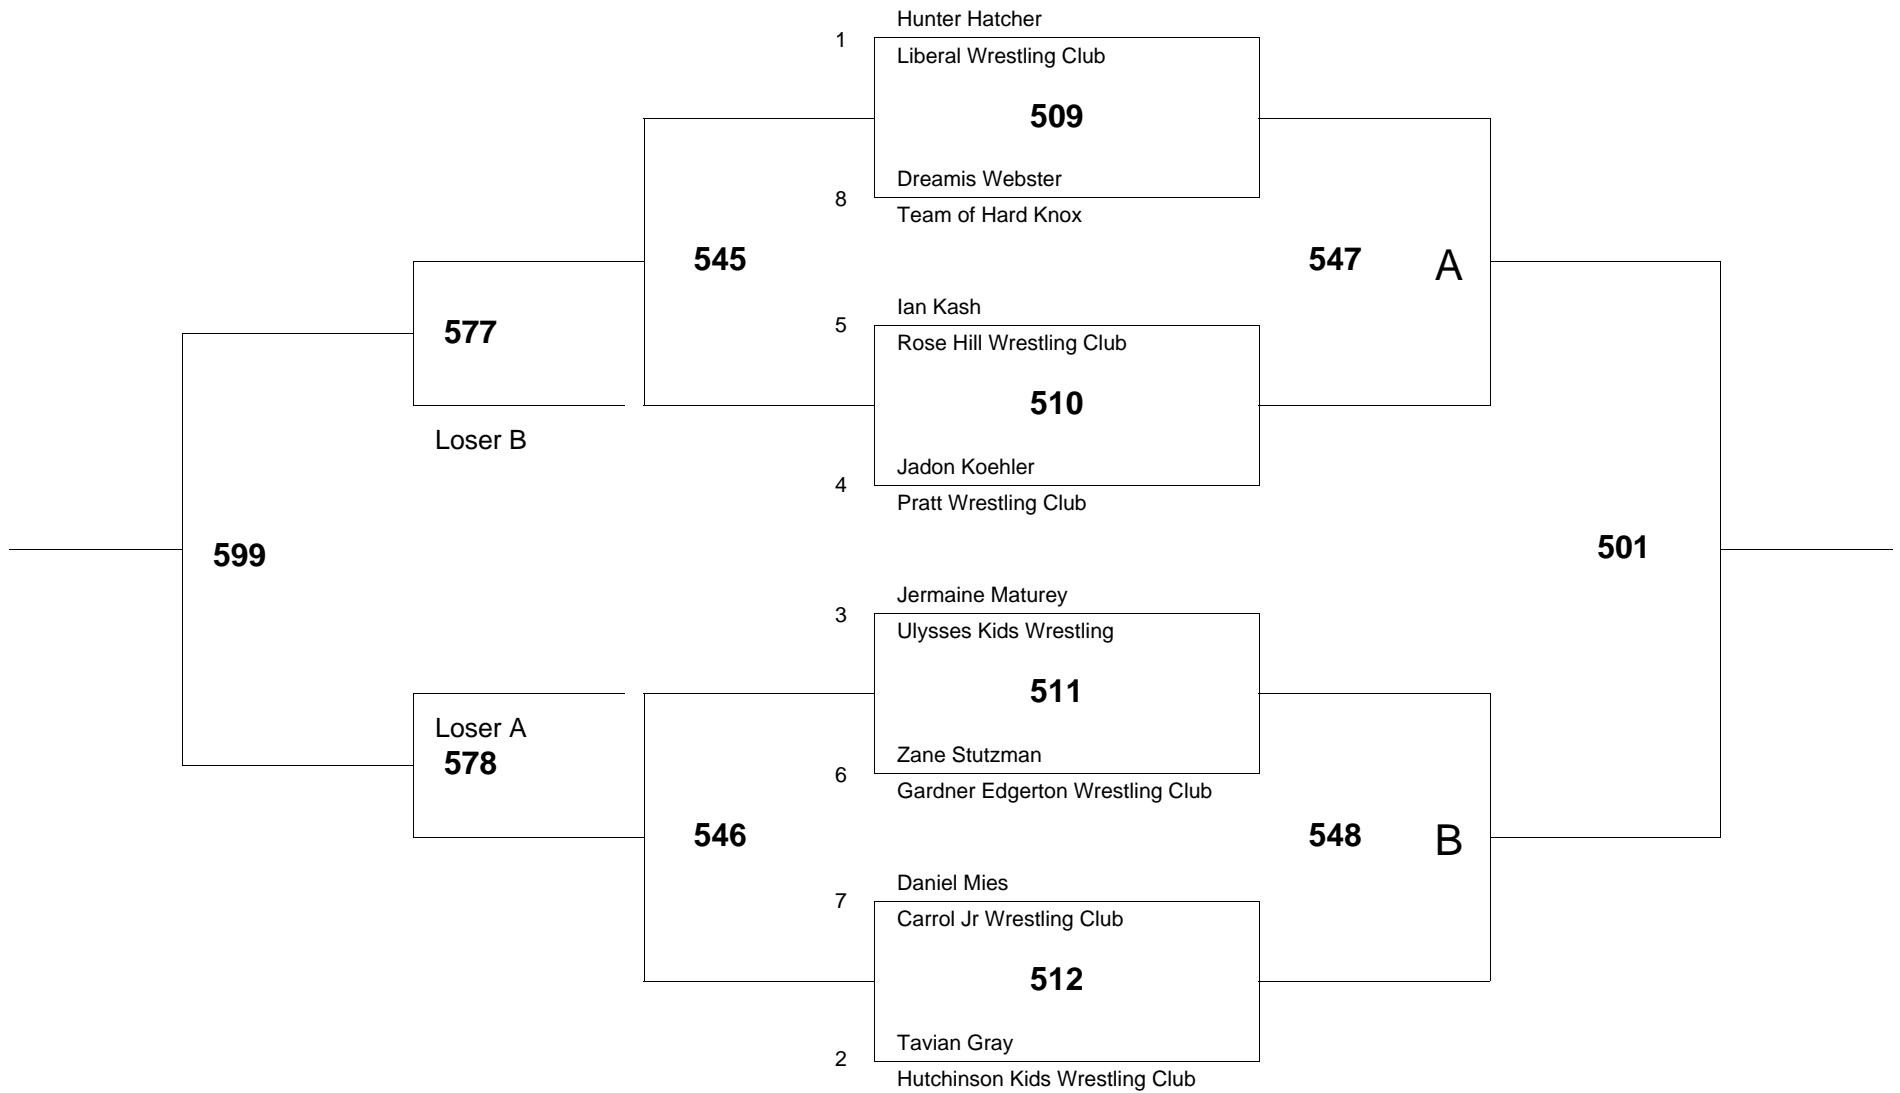 Hunter Hatcher
1
Liberal Wrestling Club
509
Dreamis Webster
8
Team of Hard Knox
545
547
A
Ian Kash
5
Rose Hill Wrestling Club
577
510
Loser B
Jadon Koehler
4
Pratt Wrestling Club
599
501
Jermaine Maturey
3
Ulysses Kids Wrestling
511
Loser A
578
Zane Stutzman
6
Gardner Edgerton Wrestling Club
546
548
B
Daniel Mies
7
Carrol Jr Wrestling Club
512
Tavian Gray
2
Hutchinson Kids Wrestling Club